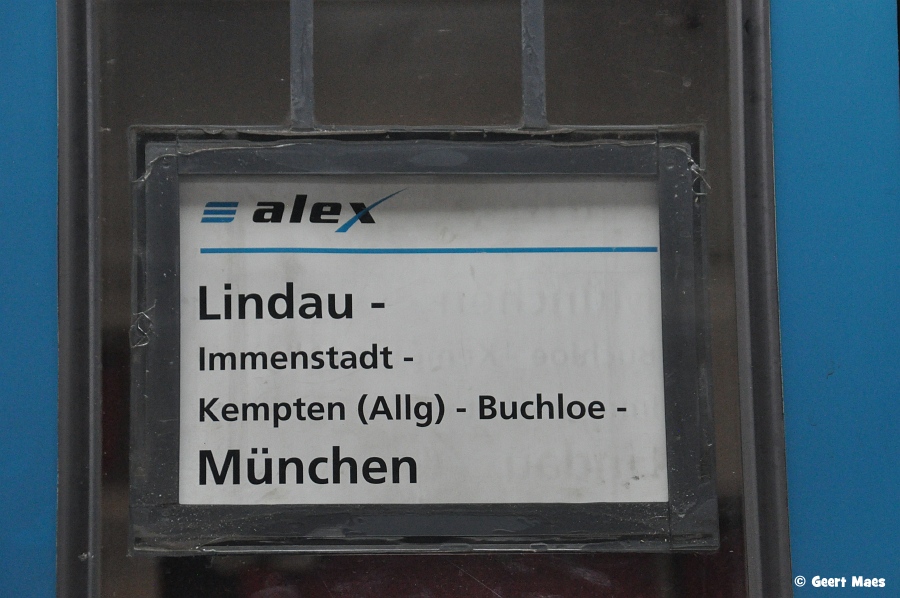 alex
Lindau -
Immenstadt -
Kempten (Allg) - Buchloe -
München
© Geert Maes